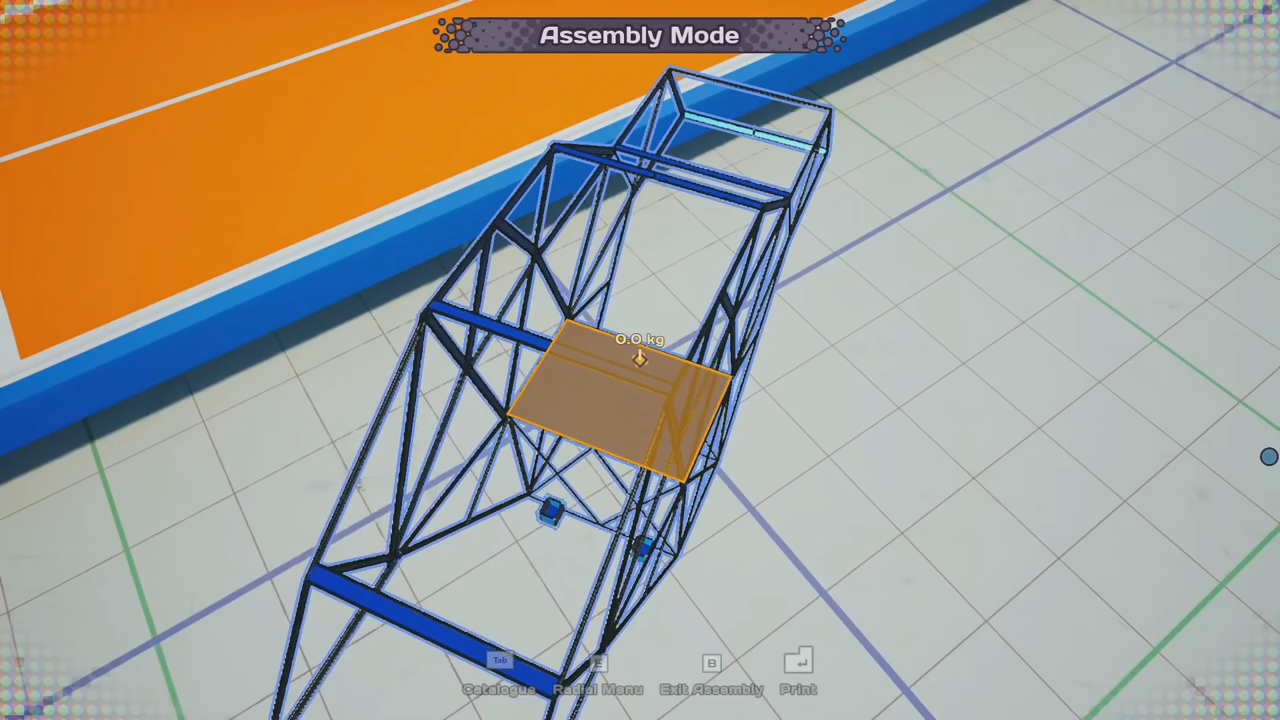 Assembly Mode
0.0 kg
Tab
E
B
Catalogue
Radial Menu
Exit Assembly
Print